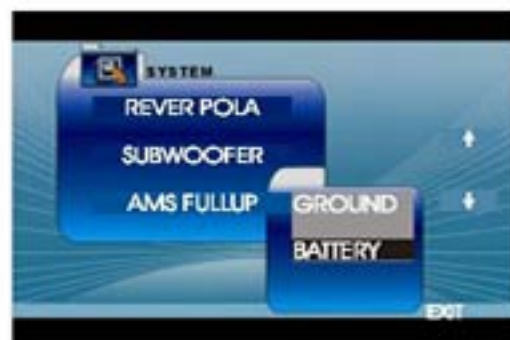 SYSTEM
REVER POLA
SUBWOOFER
AMS FULLUP
GROUND
BATTERY
EXIT